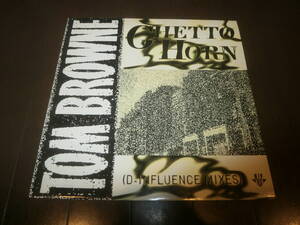 TOM BROWNE
GHETTO
HORN
(D-INFLUENCE MIXES)